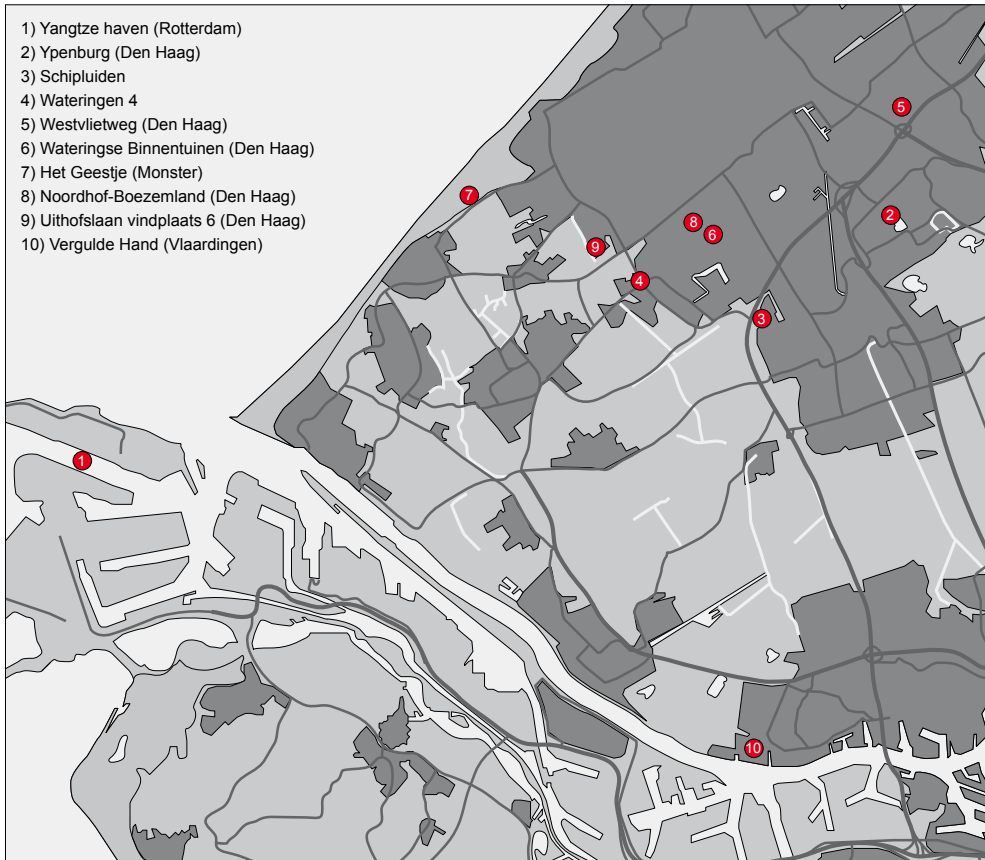 1) Yangtze haven (Rotterdam)
2) Ypenburg (Den Haag)
3) Schipluiden
4) Wateringen 4
5) Westvlietweg (Den Haag)
6) Wateringse Binnentuinen (Den Haag)
7) Het Geestje (Monster)
8) Noordhof-Boezemland (Den Haag)
9) Uithofslaan vindplaats 6 (Den Haag)
10) Vergulde Hand (Vlaardingen)
5
7
2
8
6
9
4
3
1
10